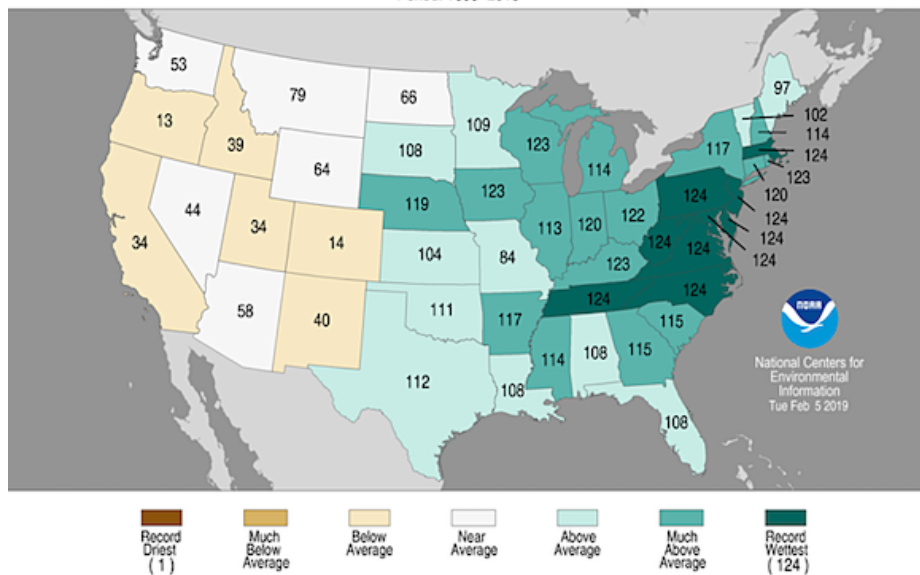 53
79
66
109
97
102
114
124
123
120
124
124
124
13
39
64
108
123
114
117
119
123
44
34
14
104
84
113
120
122
124
124
124
123
34
58
40
111
117
124
124
115
112
108
114
108
115
108
NOAA
National Centers for
Environmental
Information
Tue Feb 5 2019
Record
Driest
(1)
Much
Below
Average
Below
Average
Near
Average
Above
Average
Much
Above
Average
Record
Wettest
(124)